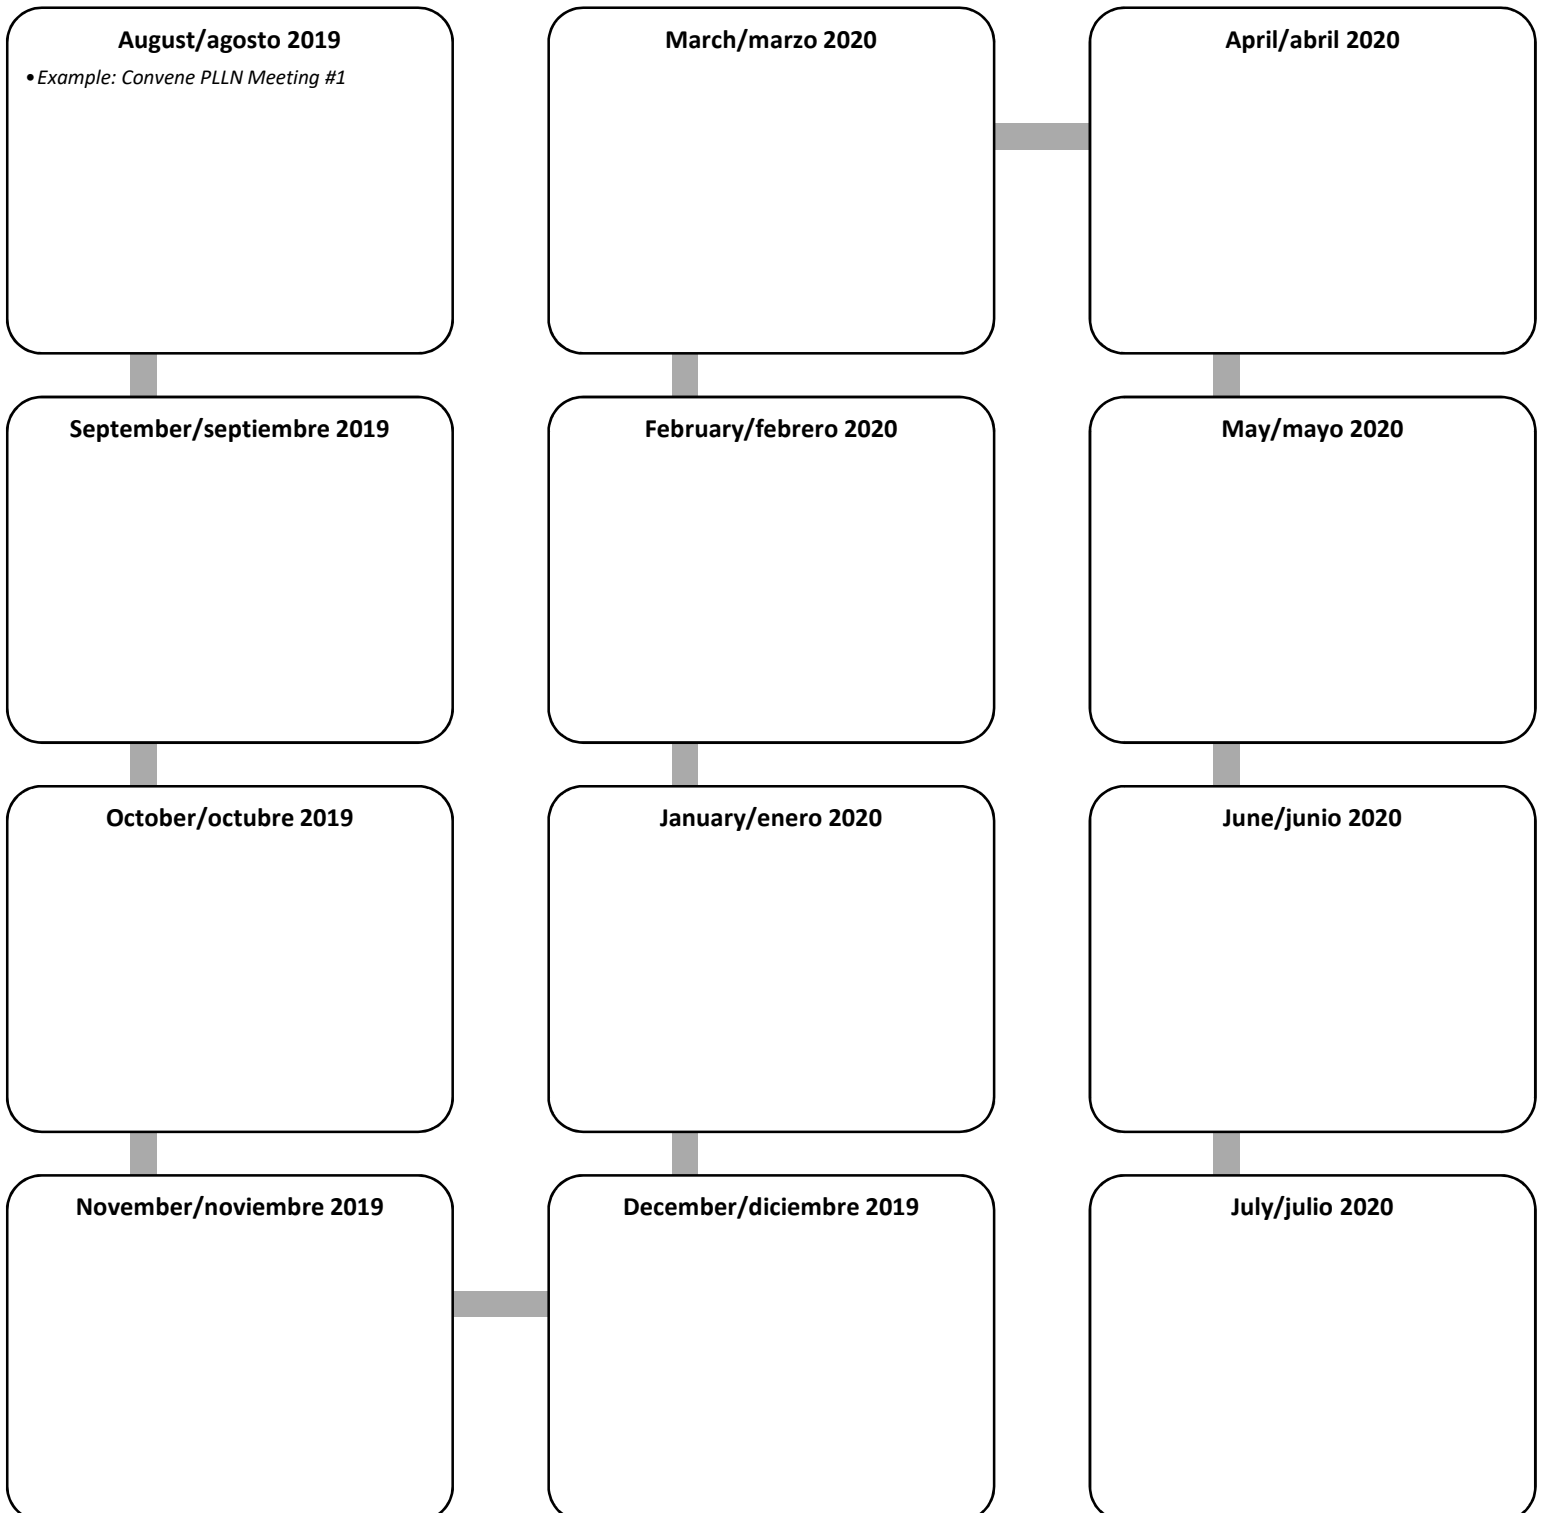 August/agosto 2019
•Example: Convene PLLN Meeting #1
September/septiembre 2019
October/octubre 2019
November/noviembre 2019
December/diciembre 2019
January/enero 2020
February/febrero 2020
March/marzo 2020
April/abril 2020
May/mayo 2020
June/junio 2020
July/julio 2020